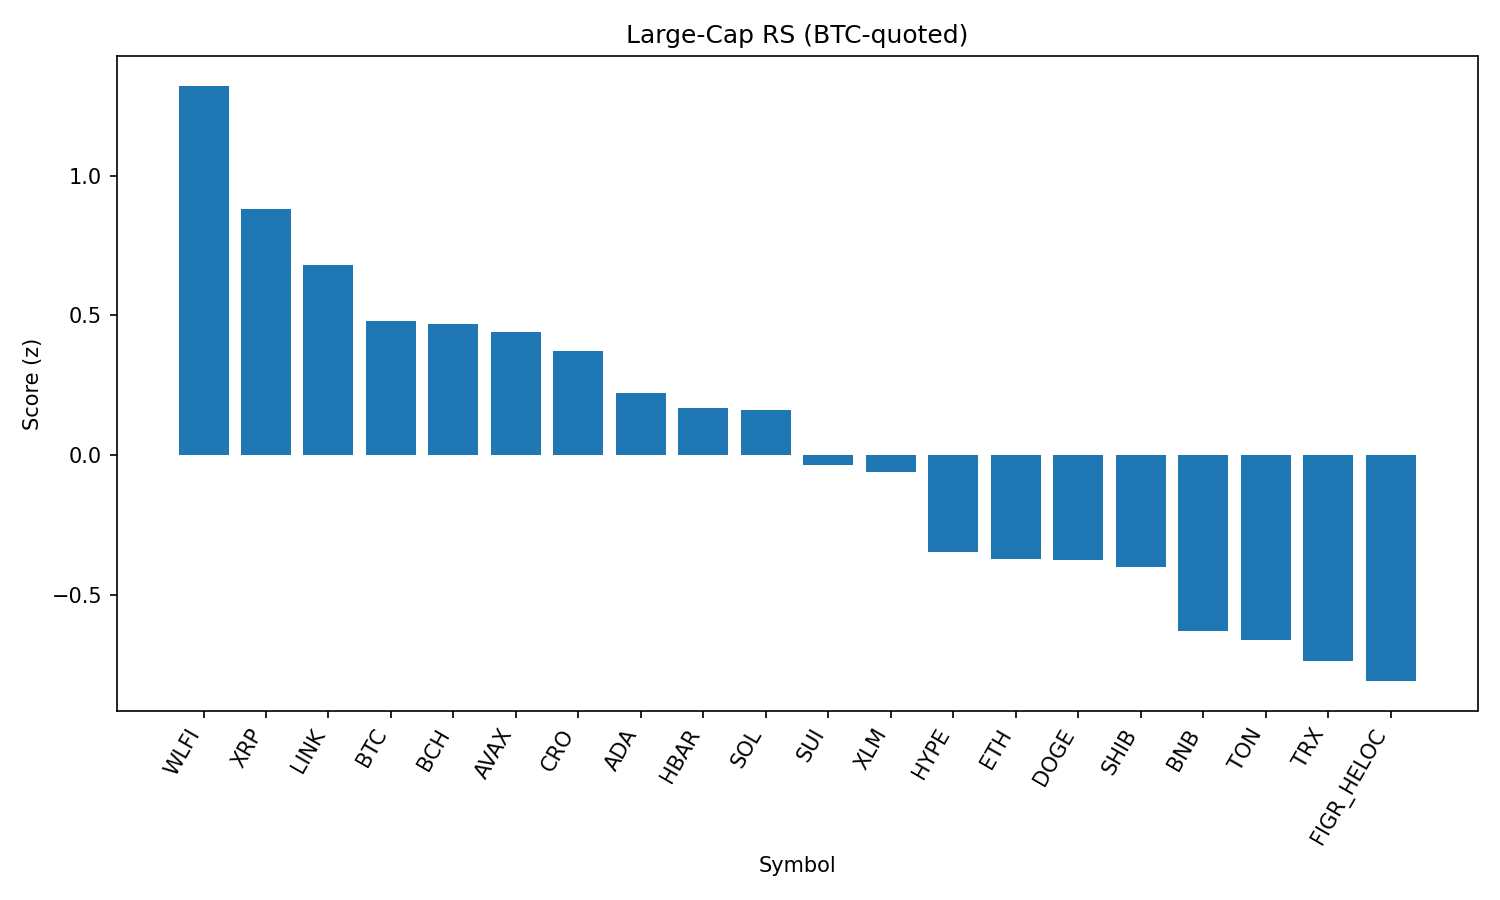 Large-Cap RS (BTC-quoted)
Score (z)
1.0
0.5
0.0
−0.5
WLFI
XRP
LINK
BTC
BCH
AVAX
CRO
ADA
HBAR
SOL
SUI
XLM
HYPE
ETH
DOGE
SHIB
BNB
TON
TRX
FIGR_HELOC
Symbol